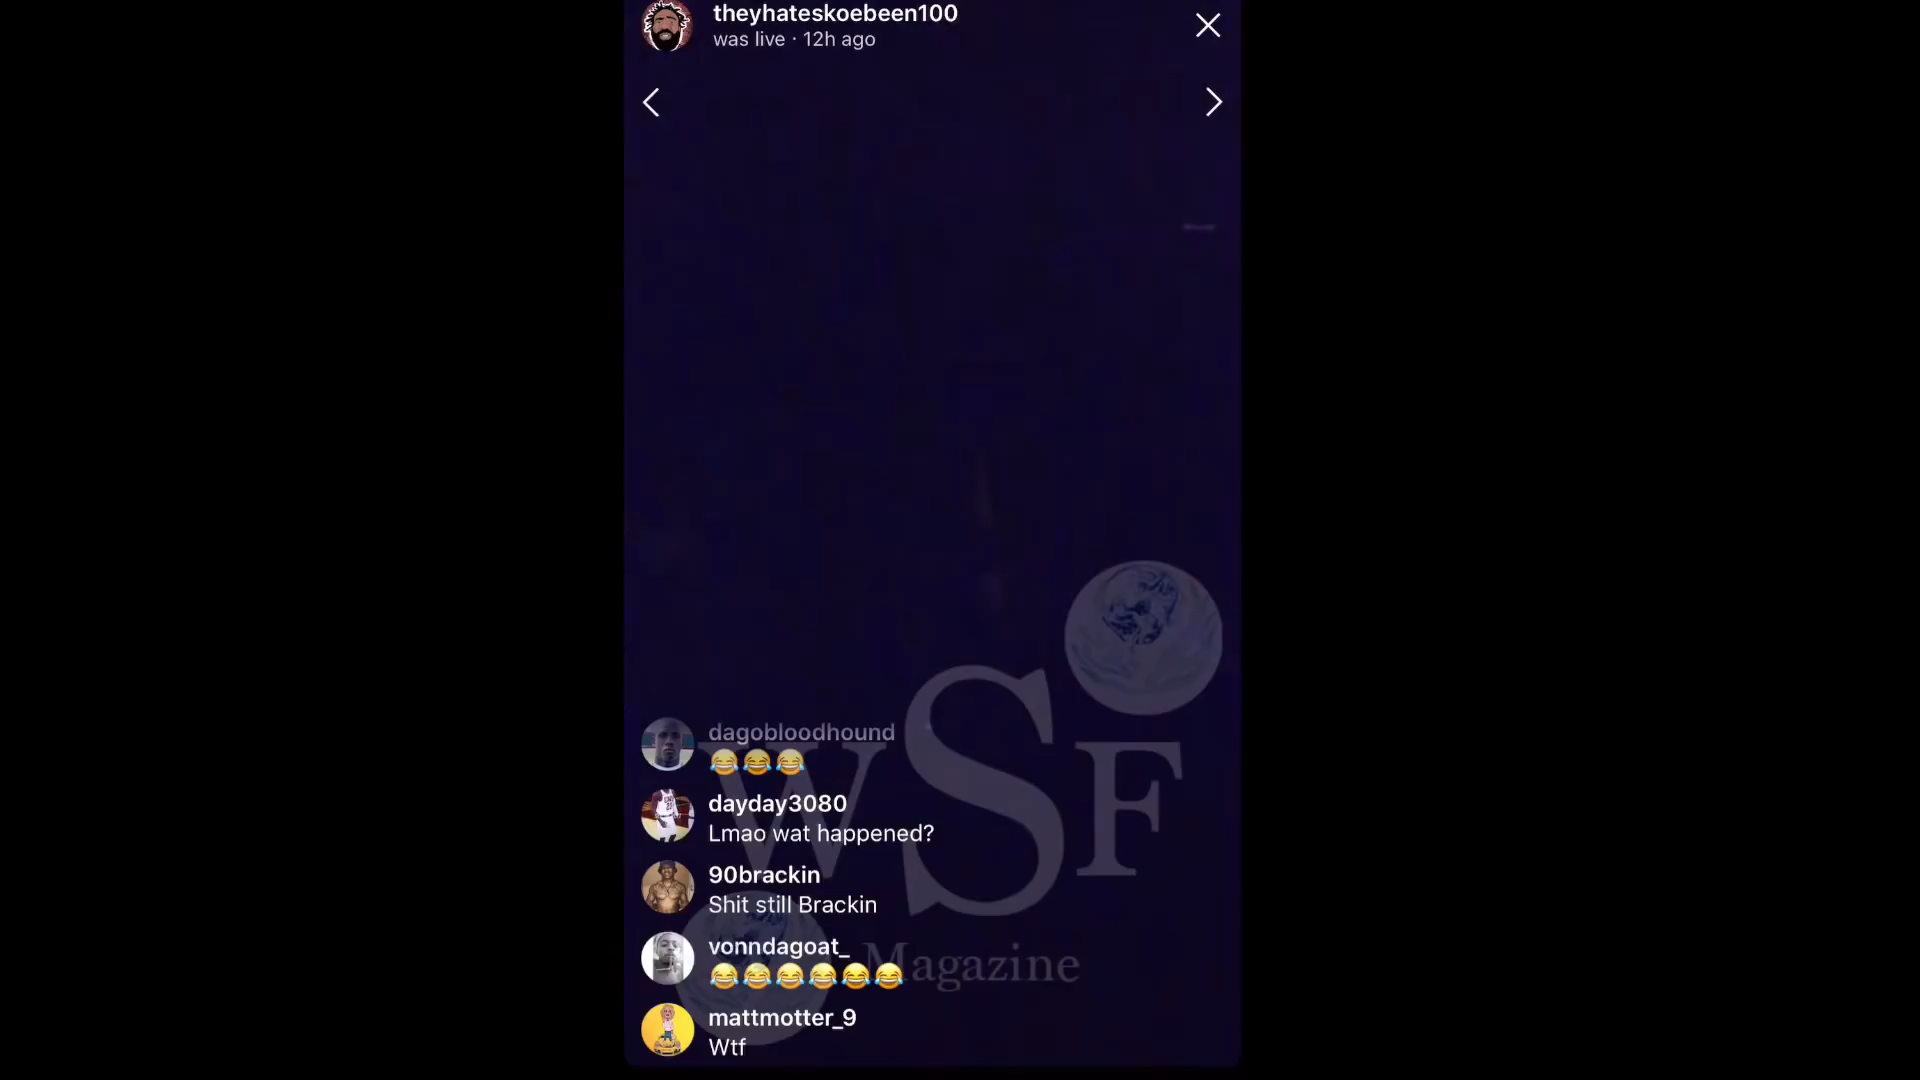 theyhateskoebeen100
was live · 12h ago
dagobloodhound
😂😂😂
dayday3080
Lmao wat happened?
90brackin
Shit still Brackin
vonndagoat_
😂😂😂😂😂😂
mattmotter_9
Wtf
WSF
Magazine